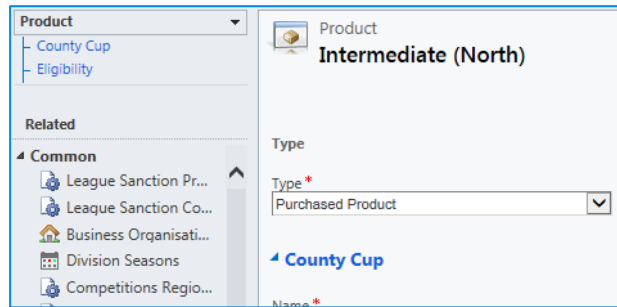 Product
County Cup
Eligibility
Related
Common
League Sanction Pr...
League Sanction Co...
Business Organisati...
Division Seasons
Competitions Regio...
Product
Intermediate (North)
Type
Type*
Purchased Product
County Cup
Name*